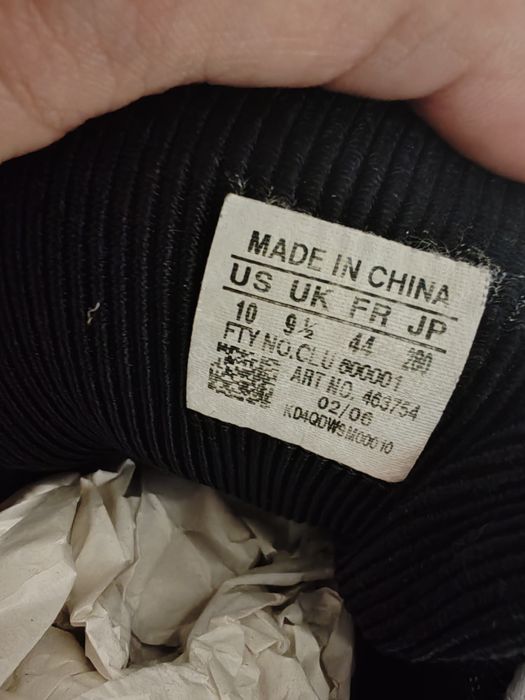 MADE IN CHINA
US UK FR JP
10 9½ 44 280
FTY NO.CLU 600001
ART NO. 463754
02/06
KD4QDW9M00010